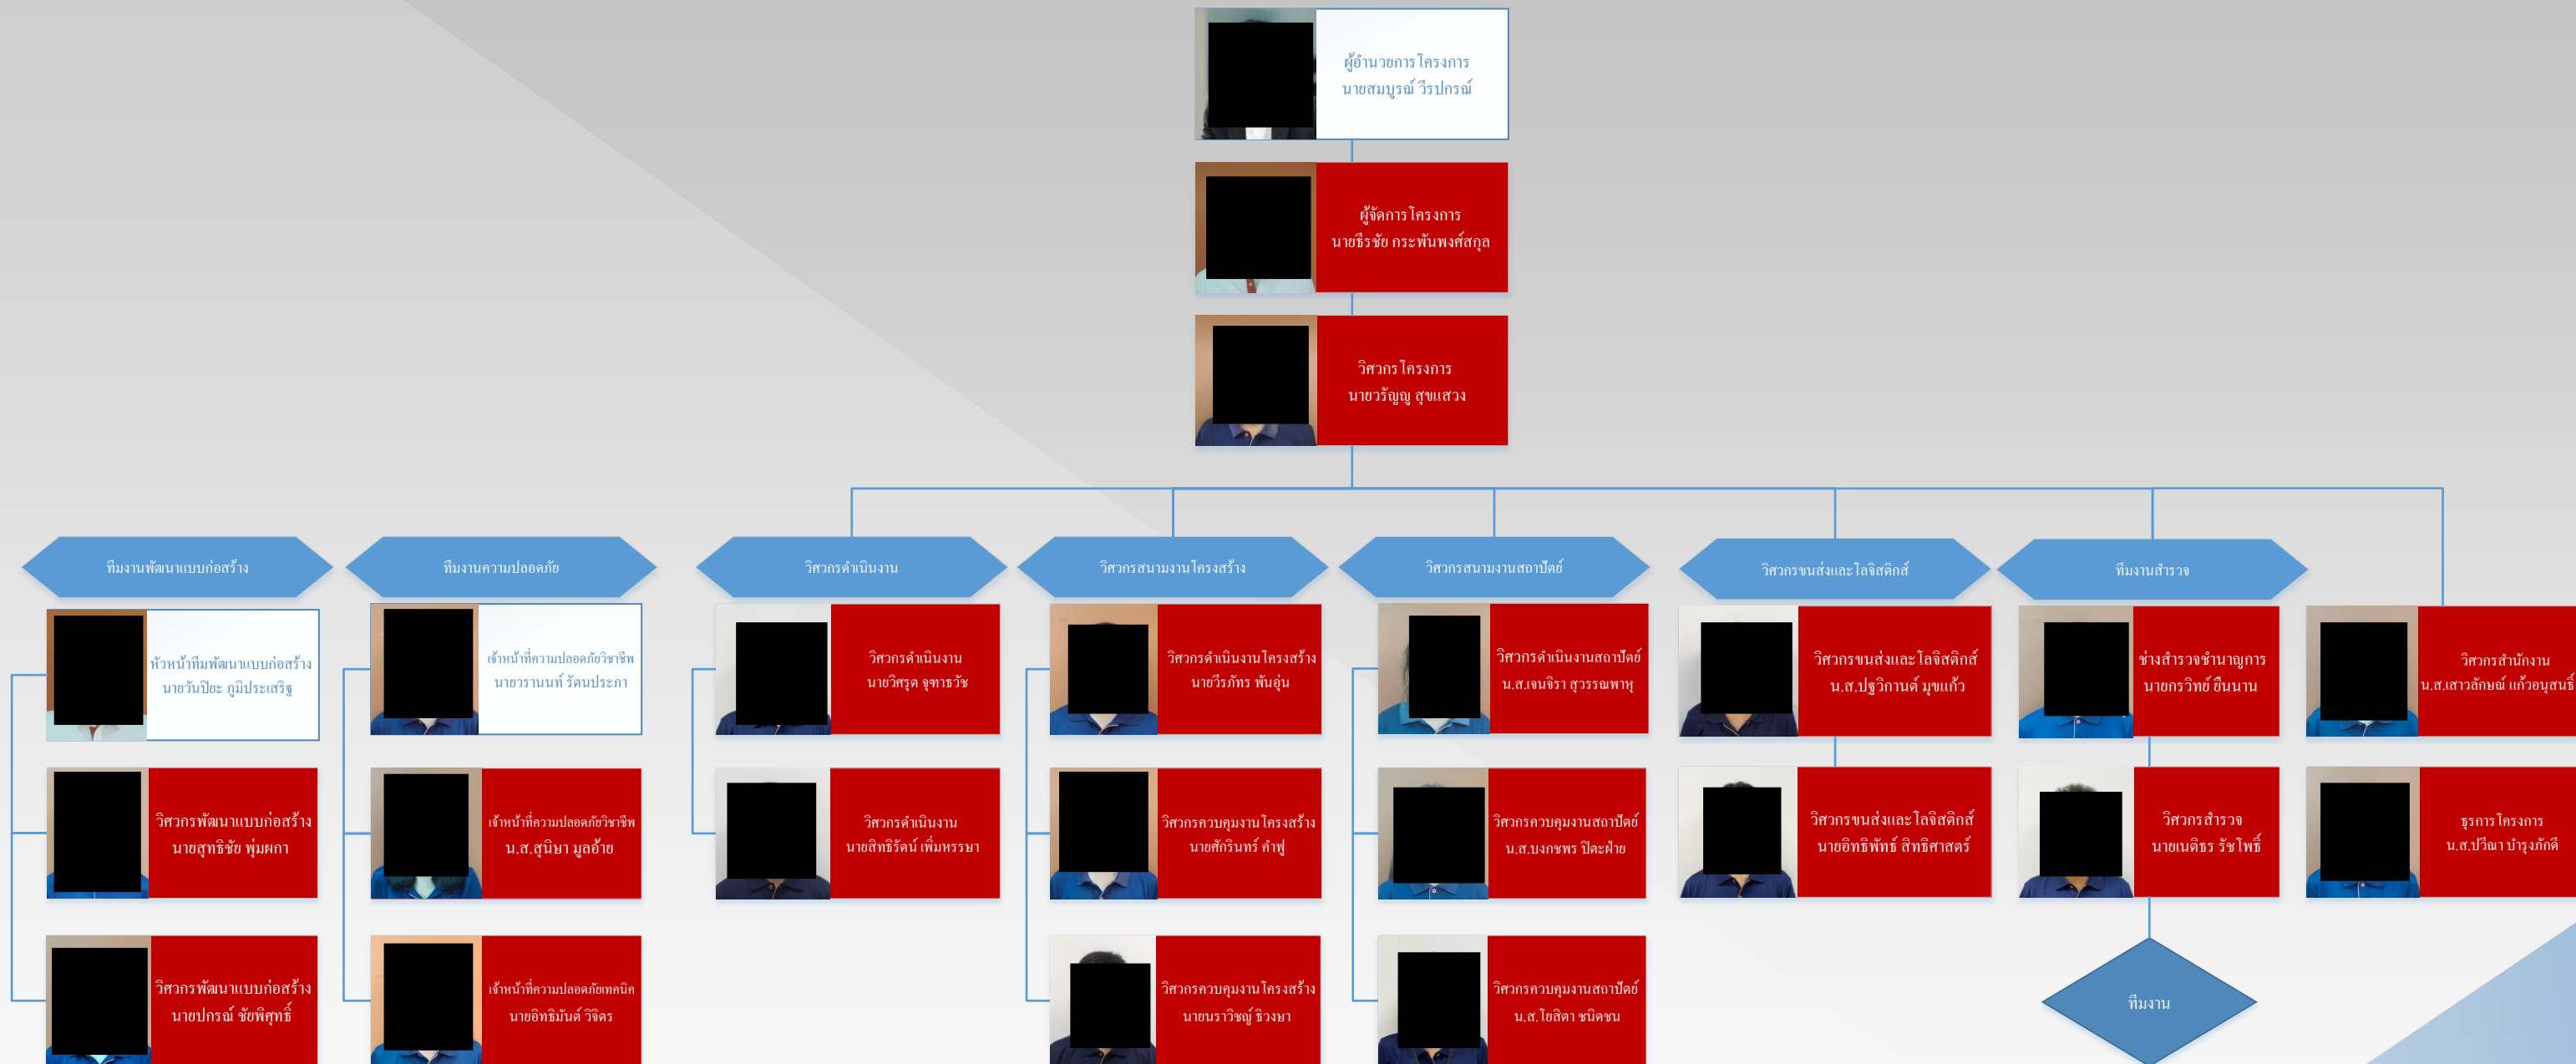 ผู้อำนวยการโครงการ
นายสมบูรณ์ วีรปกรณ์
ผู้จัดการโครงการ
นายธีรชัย กระพันพงศ์สกุล
วิศวกรโครงการ
นายวรัญญู สุขแสวง
ทีมงานพัฒนาแบบก่อสร้าง
ทีมงานความปลอดภัย
วิศวกรดำเนินงาน
วิศวกรสนามงานโครงสร้าง
วิศวกรสนามงานสถาปัตย์
วิศวกรขนส่งและโลจิสติกส์
ทีมงานสำรวจ
หัวหน้าทีมพัฒนาแบบก่อสร้าง
นายวันปิยะ ภูมิประเสริฐ
เจ้าหน้าที่ความปลอดภัยวิชาชีพ
นายวรานนท์ รัตนประภา
วิศวกรดำเนินงาน
นายวิศรุต จุฑาธวัช
วิศวกรดำเนินงานโครงสร้าง
นายวีรภัทร พันอุ่น
วิศวกรดำเนินงานสถาปัตย์
น.ส.เจนจิรา สุวรรณพาหุ
วิศวกรขนส่งและโลจิสติกส์
น.ส.ปฐวิกานต์ มุขแก้ว
ช่างสำรวจชำนาญการ
นายกรวิทย์ ยืนนาน
วิศวกรสำนักงาน
น.ส.เสาวลักษณ์ แก้วอนุสนธิ์
วิศวกรพัฒนาแบบก่อสร้าง
นายสุทธิชัย พุ่มผกา
เจ้าหน้าที่ความปลอดภัยวิชาชีพ
น.ส.สุนิษา มูลอ้าย
วิศวกรดำเนินงาน
นายสิทธิรัตน์ เพิ่มหรรษา
วิศวกรควบคุมงานโครงสร้าง
นายศักรินทร์ คำฟู
วิศวกรควบคุมงานสถาปัตย์
น.ส.บงกชพร ปิตะฝ่าย
วิศวกรขนส่งและโลจิสติกส์
นายอิทธิพัทธ์ สิทธิศาสตร์
วิศวกรสำรวจ
นายเนติธร รัชโพธิ์
ธุรการโครงการ
น.ส.ปวีณา บำรุงภักดี
วิศวกรพัฒนาแบบก่อสร้าง
นายปกรณ์ ชัยพิศุทธิ์
เจ้าหน้าที่ความปลอดภัยเทคนิค
นายอิทธิมันต์ วิจิตร
วิศวกรควบคุมงานโครงสร้าง
นายนราวิชญ์ ธิวงษา
วิศวกรควบคุมงานสถาปัตย์
น.ส.โยสิตา ชนิดชน
ทีมงาน